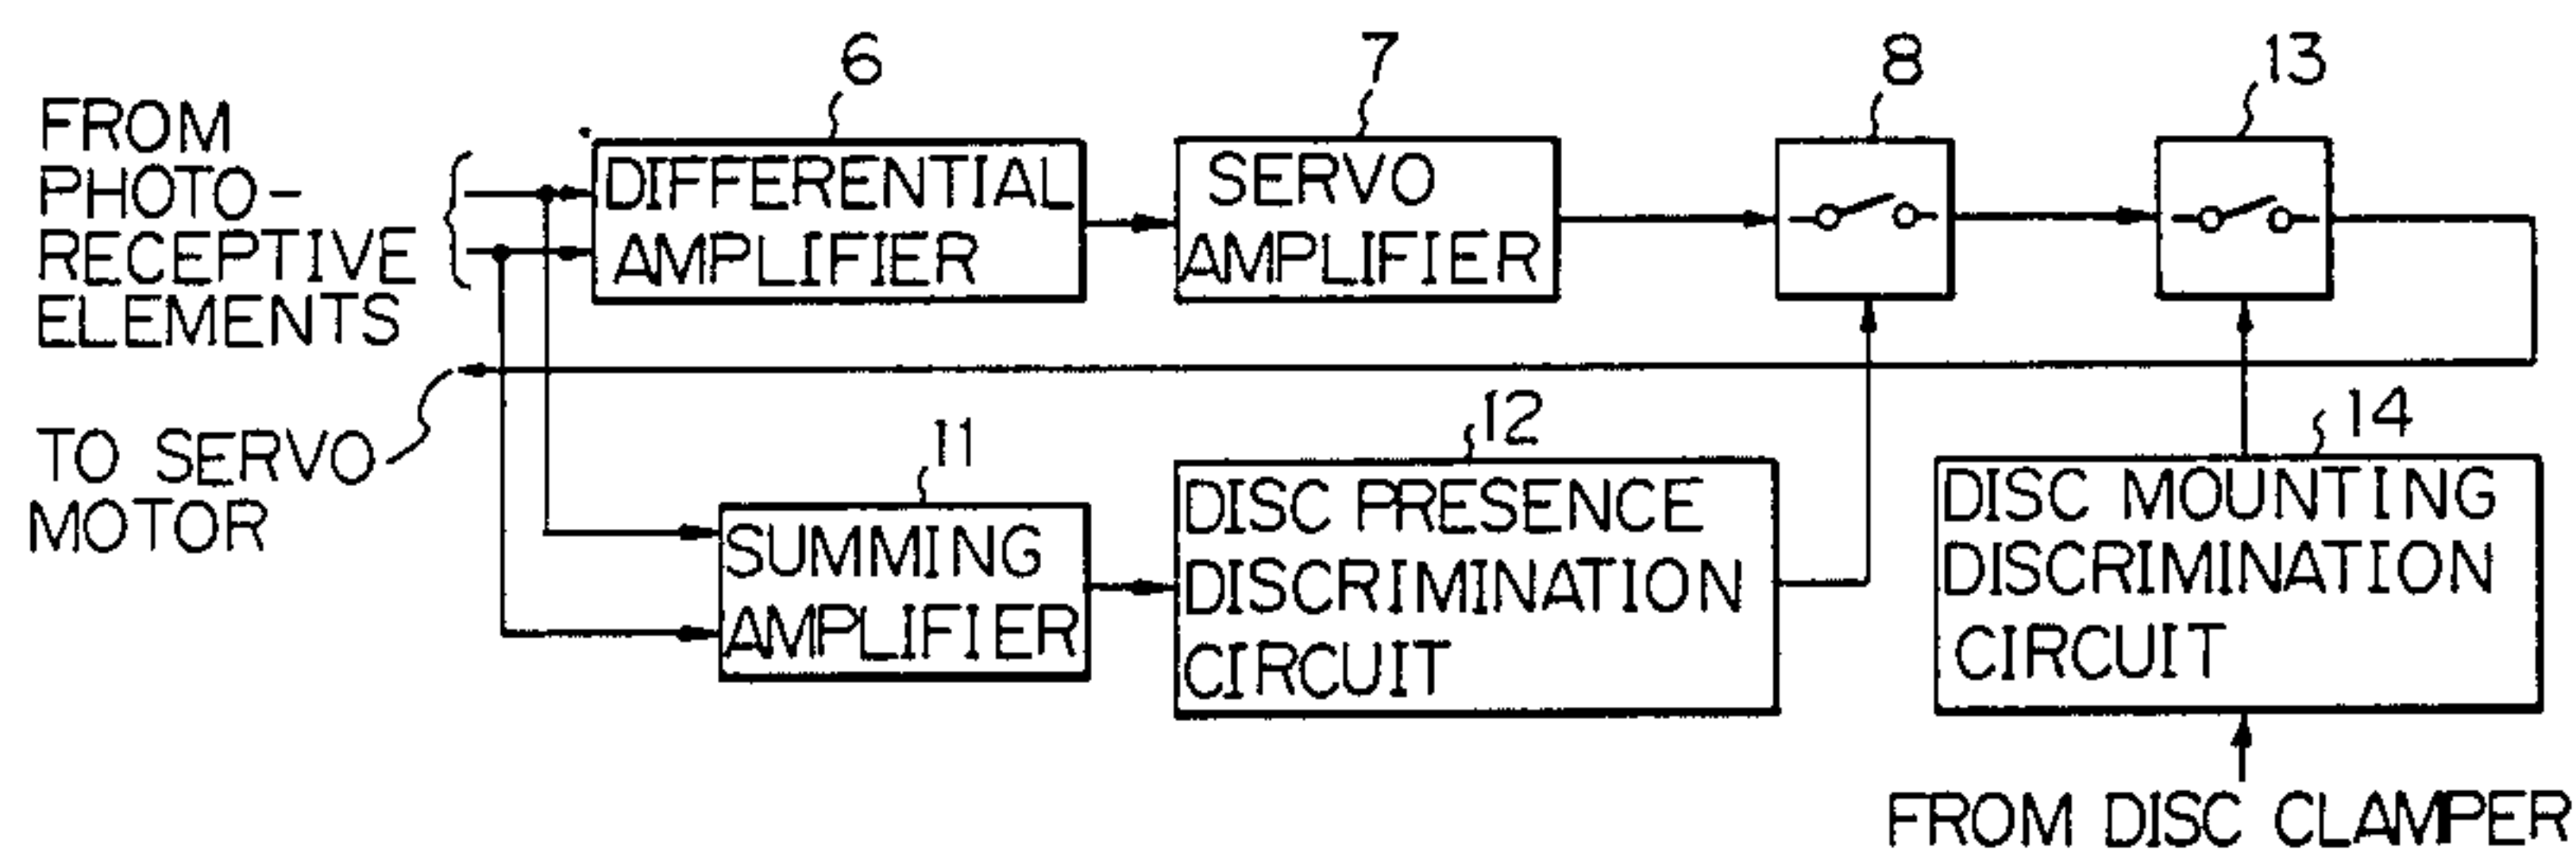 6
7
8
13
FROM
PHOTO-
RECEPTIVE
ELEMENTS
DIFFERENTIAL
AMPLIFIER
SERVO
AMPLIFIER
TO SERVO
MOTOR
11
12
14
SUMMING
AMPLIFIER
DISC PRESENCE
DISCRIMINATION
CIRCUIT
DISC MOUNTING
DISCRIMINATION
CIRCUIT
FROM DISC CLAMPER